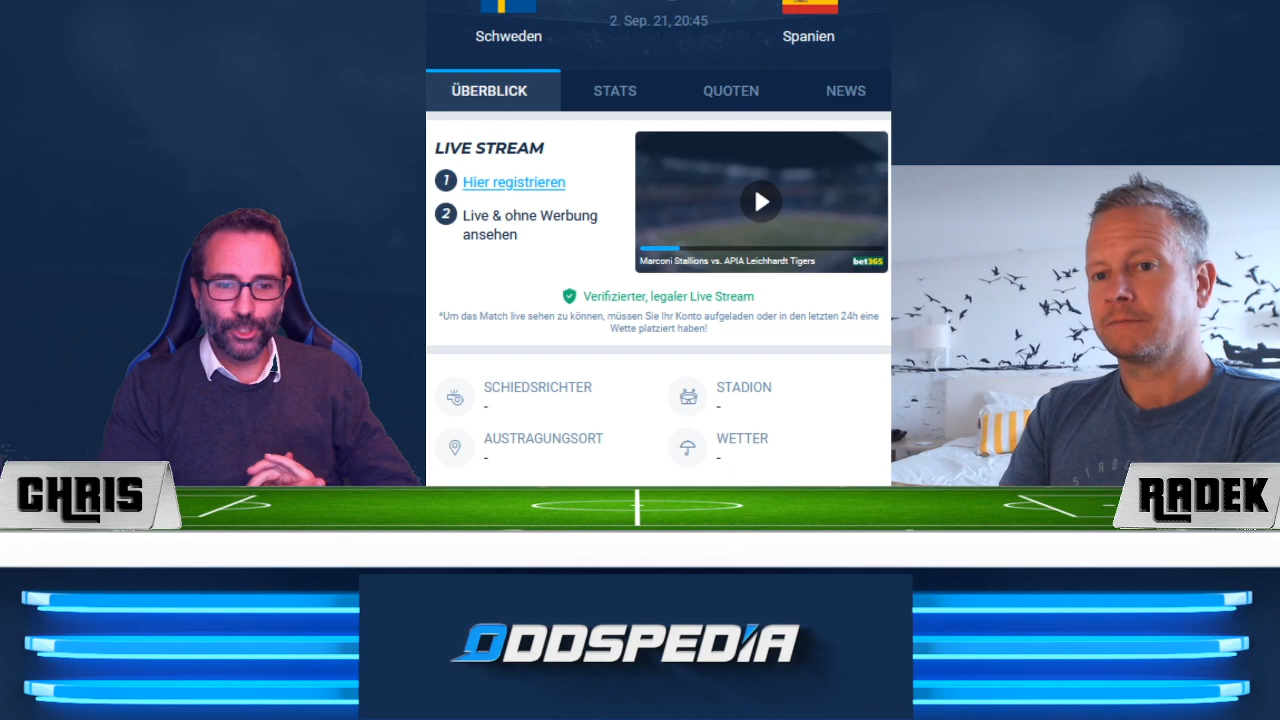 2. Sep. 21, 20:45
Schweden
Spanien
ÜBERBLICK
STATS
QUOTEN
NEWS
LIVE STREAM
1 Hier registrieren
2 Live & ohne Werbung
ansehen
Marconi Stallions vs. APIA Leichhardt Tigers
bet365
Verifizierter, legaler Live Stream
*Um das Match live sehen zu können, müssen Sie Ihr Konto aufgeladen oder in den letzten 24h eine
Wette platziert haben!
SCHIEDSRICHTER
-
STADION
-
AUSTRAGUNGSORT
-
WETTER
-
CHRIS
RADEK
ODDSPEDIA